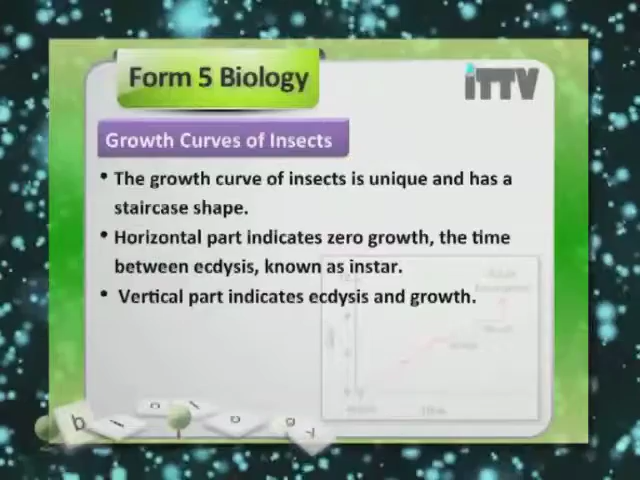 Form 5 Biology
iTTV
Growth Curves of Insects
• The growth curve of insects is unique and has a
staircase shape.
• Horizontal part indicates zero growth, the time
between ecdysis, known as instar.
• Vertical part indicates ecdysis and growth.